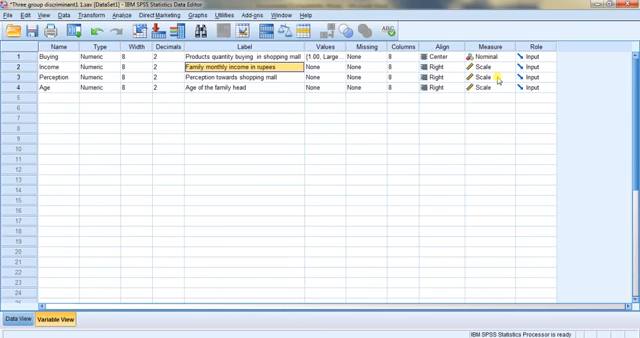 *Three group discriminant1 1.sav [DataSet1] - IBM SPSS Statistics Data Editor
File Edit View Data Transform Analyze Direct Marketing Graphs Utilities Add-ons Window Help
Name Type Width Decimals Label Values Missing Columns Align Measure Role
1 Buying Numeric 8 2 Products quantity buying in shopping mall {1.00, Large... None 8 Center Nominal Input
2 Income Numeric 8 2 Family monthly income in rupees None None 8 Right Scale Input
3 Perception Numeric 8 2 Perception towards shopping mall None None 8 Right Scale Input
4 Age Numeric 8 2 Age of the family head None None 8 Right Scale Input
5
6
7
8
9
10
11
12
13
14
15
16
17
18
19
20
21
22
23
24
Data View Variable View
IBM SPSS Statistics Processor is ready